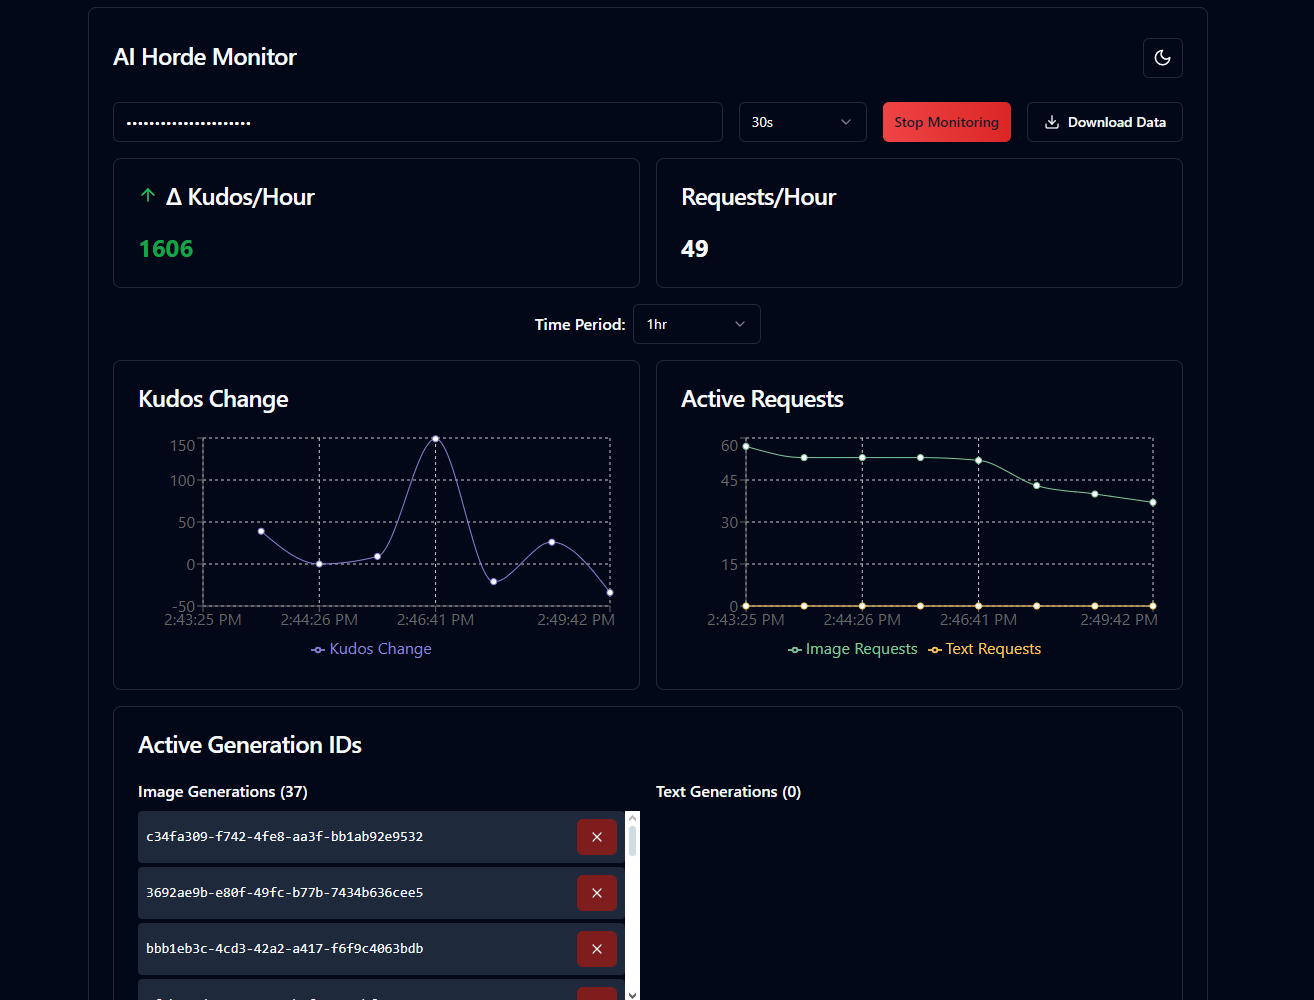 AI Horde Monitor
••••••••••••••••••••••
30s
Stop Monitoring
Download Data
Δ Kudos/Hour
1606
Requests/Hour
49
Time Period:
1hr
Kudos Change
150
100
50
0
-50
2:43:25 PM
2:44:26 PM
2:46:41 PM
2:49:42 PM
Kudos Change
Active Requests
60
45
30
15
0
2:43:25 PM
2:44:26 PM
2:46:41 PM
2:49:42 PM
Image Requests
Text Requests
Active Generation IDs
Image Generations (37)
c34fa309-f742-4fe8-aa3f-bb1ab92e9532
3692ae9b-e80f-49fc-b77b-7434b636cee5
bbb1eb3c-4cd3-42a2-a417-f6f9c4063bdb
Text Generations (0)